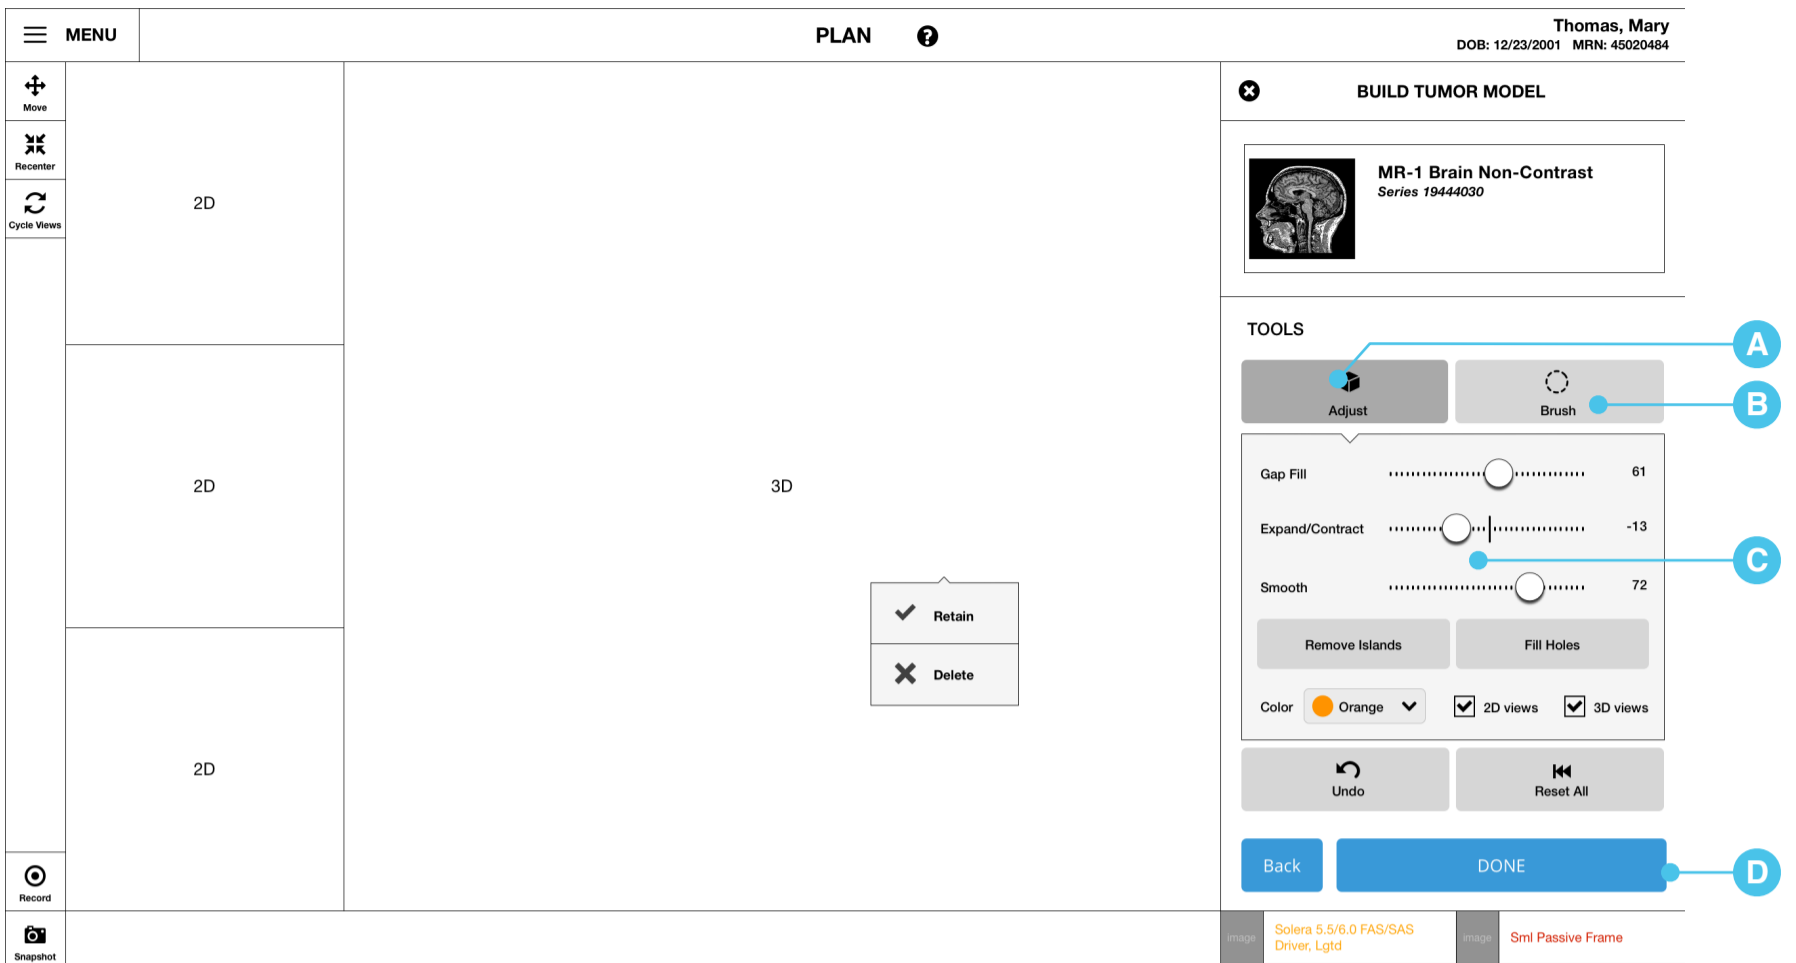 MENU
PLAN
?
Thomas, Mary
DOB: 12/23/2001 MRN: 45020484
Move
Recenter
Cycle Views
2D
2D
2D
3D
Retain
Delete
BUILD TUMOR MODEL
MR-1 Brain Non-Contrast
Series 19444030
TOOLS
A
Adjust
Brush
B
Gap Fill
61
Expand/Contract
-13
C
Smooth
72
Remove Islands
Fill Holes
Color
Orange
2D views
3D views
Undo
Reset All
Back
DONE
D
Record
Snapshot
image
Solera 5.5/6.0 FAS/SAS
Driver, Lgtd
image
Sml Passive Frame